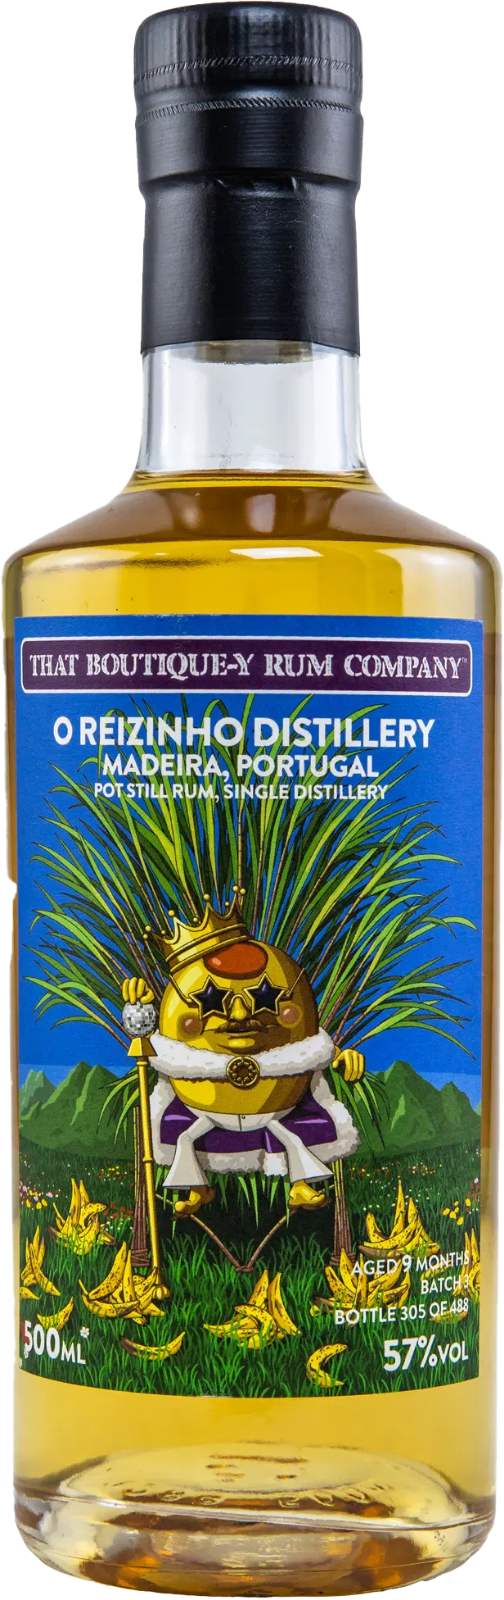 THAT BOUTIQUE-Y RUM COMPANY™
O REIZINHO DISTILLERY
MADEIRA, PORTUGAL
POT STILL RUM, SINGLE DISTILLERY
AGED 9 MONTHS
BATCH 3
BOTTLE 305 OF 488
500ML*
57%VOL